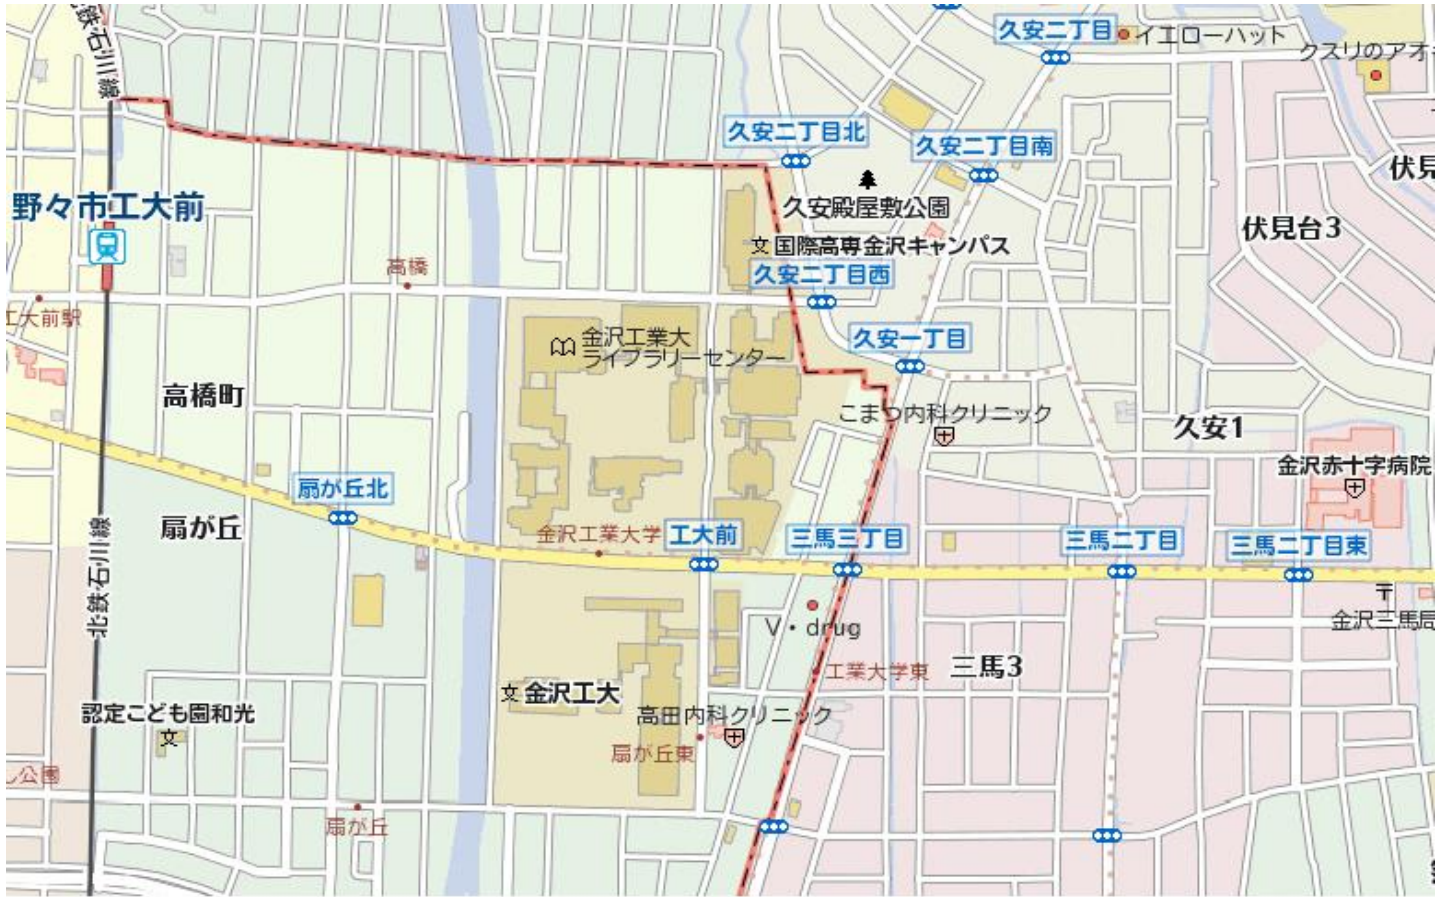 北鉄・石川線
久安二丁目
イエローハット
クスリのアオキ
久安二丁目北
久安二丁目南
伏見
野々市工大前
久安殿屋敷公園
伏見台3
国際高専金沢キャンパス
高橋
久安二丁目西
工大前駅
金沢工業大
ライブラリーセンター
久安一丁目
高橋町
こまつ内科クリニック
久安1
金沢赤十字病院
扇が丘北
扇が丘
金沢工業大学
工大前
三馬三丁目
三馬二丁目
三馬二丁目東
北鉄・石川線
金沢三馬局
V・drug
工業大学東
三馬3
金沢工大
認定こども園和光
高田内科クリニック
扇が丘東
し公園
扇が丘